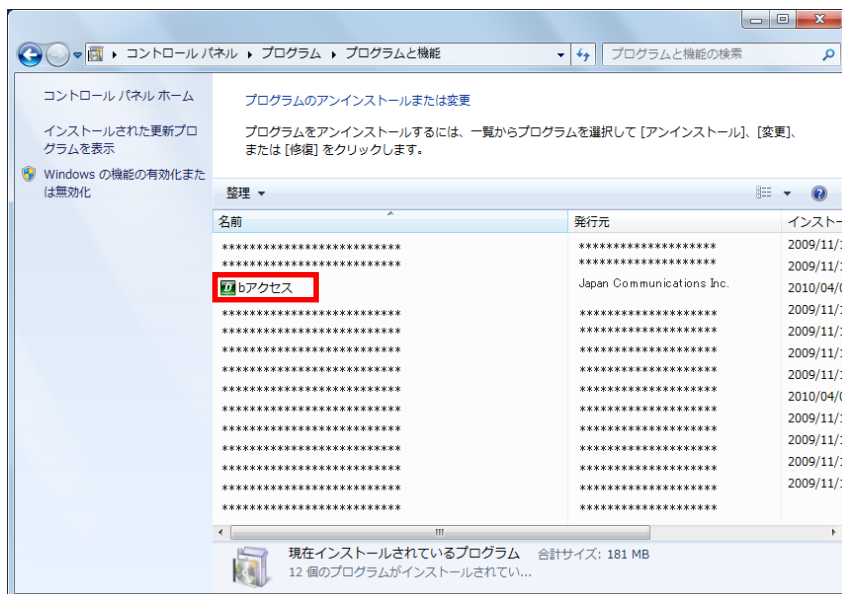 コントロール パネル ▸ プログラム ▸ プログラムと機能
プログラムと機能の検索
コントロール パネル ホーム
インストールされた更新プロ
グラムを表示
Windows の機能の有効化また
は無効化
プログラムのアンインストールまたは変更
プログラムをアンインストールするには、一覧からプログラムを選択して [アンインストール]、[変更]、
または [修復] をクリックします。
整理
名前 発行元 インストー
************************** ******************** 2009/11/
************************** ******************** 2009/11/
bアクセス Japan Communications Inc. 2010/04/0
************************** ******************** 2009/11/
************************** ******************** 2009/11/
************************** ******************** 2009/11/
************************** ******************** 2009/11/
************************** ******************** 2010/04/0
************************** ******************** 2009/11/
************************** ******************** 2009/11/
************************** ******************** 2009/11/
************************** ******************** 2009/11/
************************** ********************
************************** ********************
現在インストールされているプログラム 合計サイズ: 181 MB
12 個のプログラムがインストールされてい...